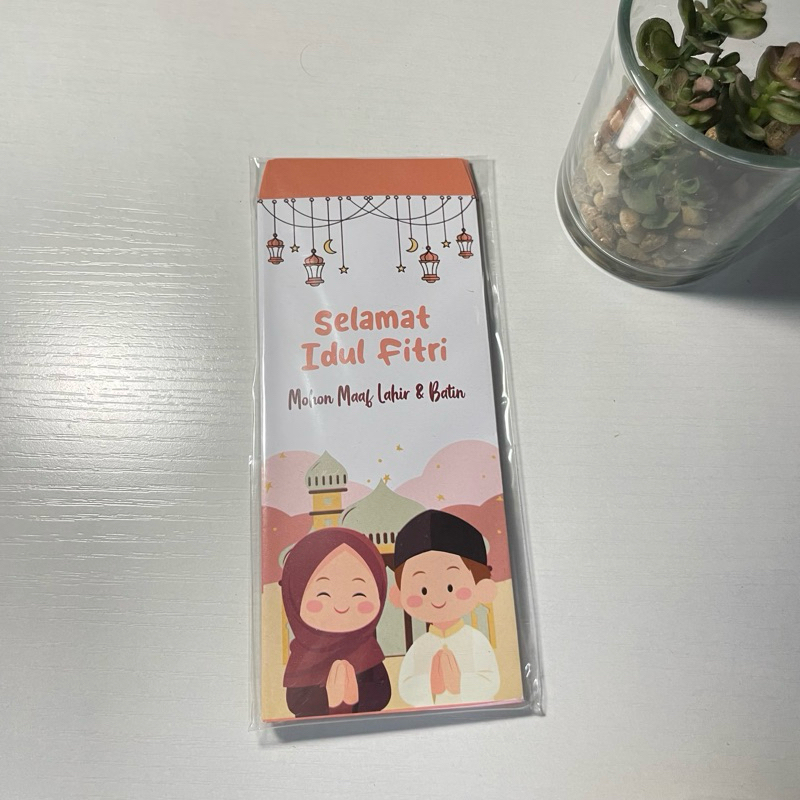 Selamat
Idul Fitri
Mohon Maaf Lahir & Batin